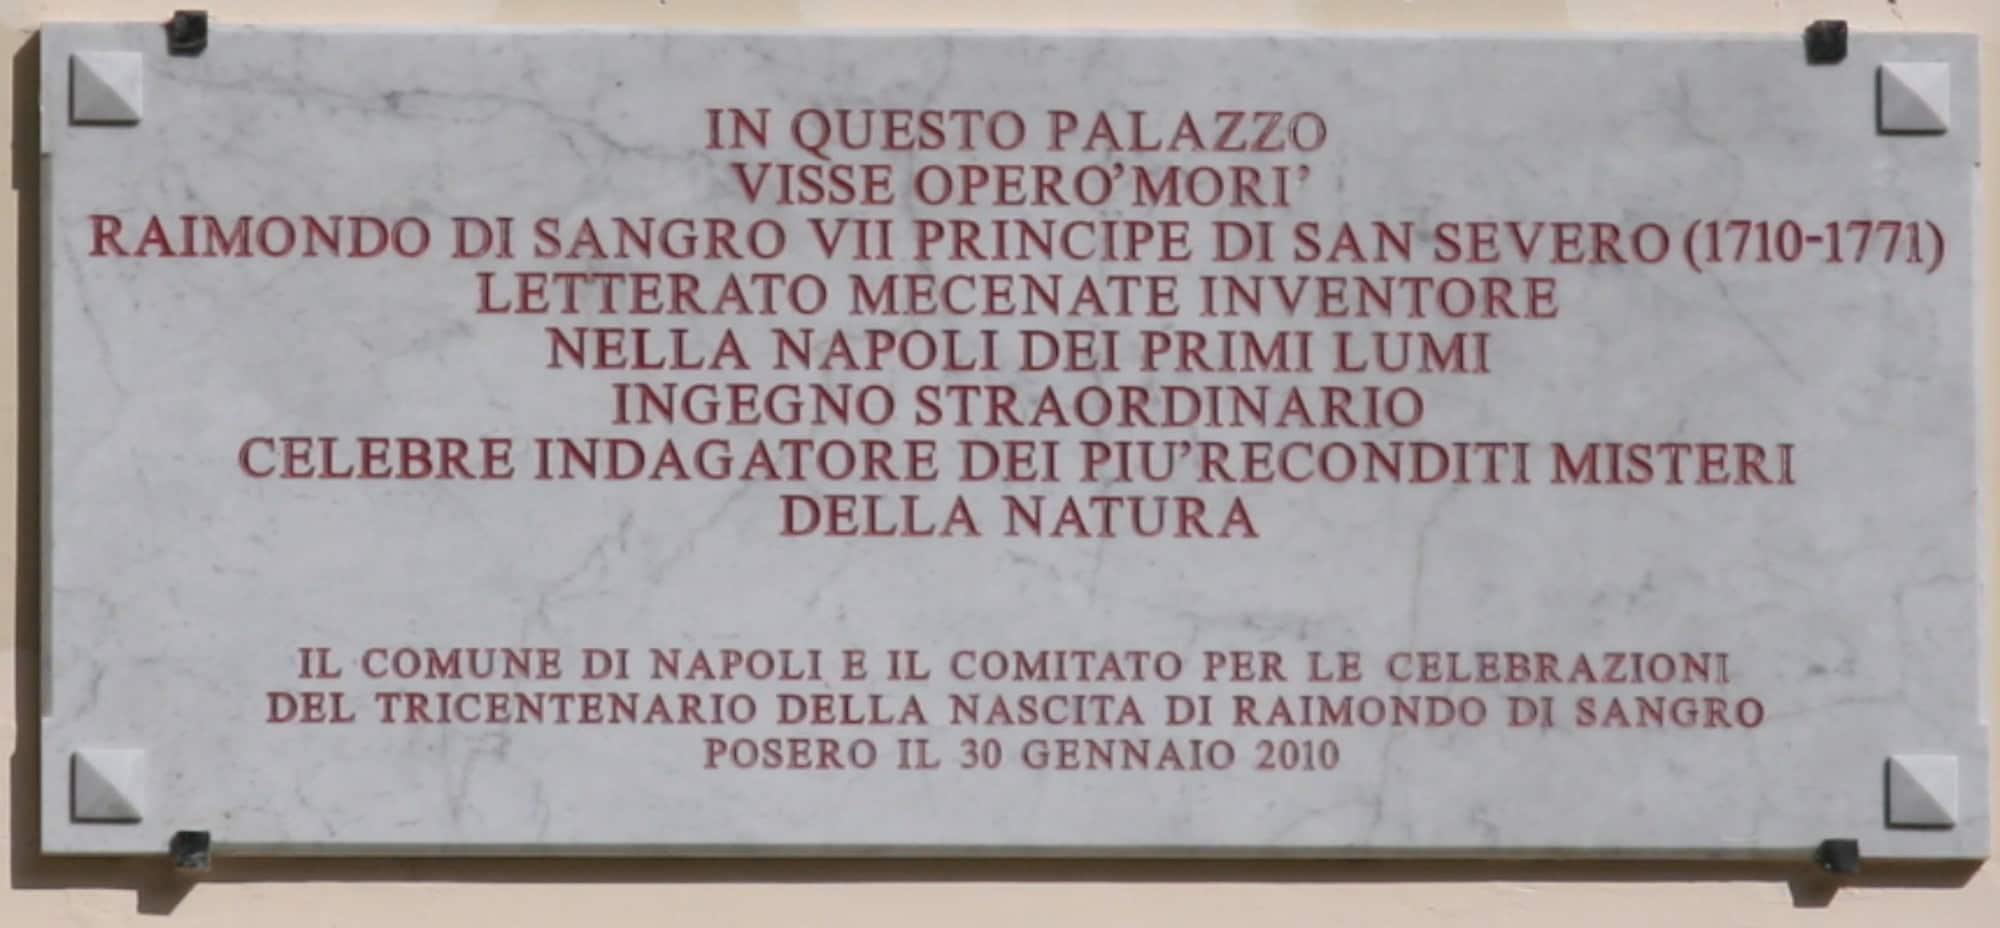 IN QUESTO PALAZZO
VISSE OPERO'MORI'
RAIMONDO DI SANGRO VII PRINCIPE DI SAN SEVERO (1710-1771)
LETTERATO MECENATE INVENTORE
NELLA NAPOLI DEI PRIMI LUMI
INGEGNO STRAORDINARIO
CELEBRE INDAGATORE DEI PIU'RECONDITI MISTERI
DELLA NATURA
IL COMUNE DI NAPOLI E IL COMITATO PER LE CELEBRAZIONI
DEL TRICENTENARIO DELLA NASCITA DI RAIMONDO DI SANGRO
POSERO IL 30 GENNAIO 2010